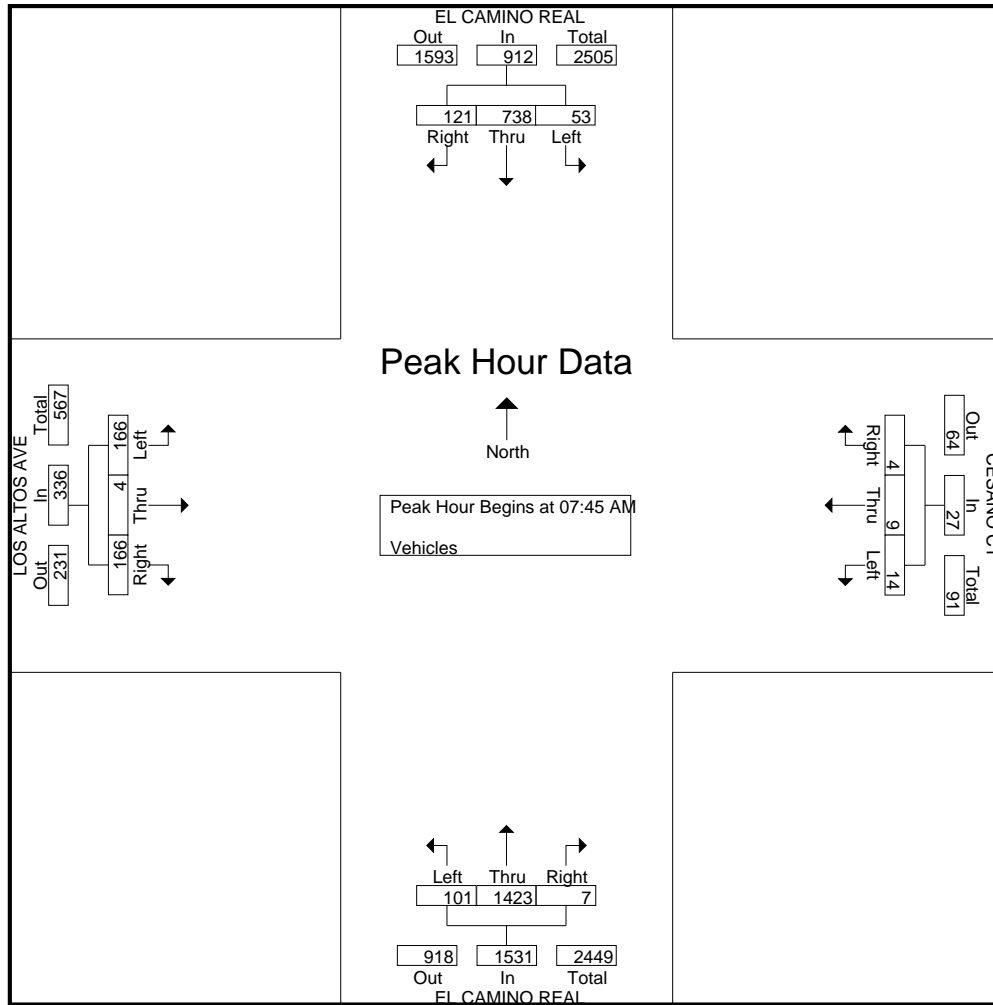 EL CAMINO REAL
Out In Total
1593 912 2505
121 738 53
Right Thru Left
Peak Hour Data
North
Peak Hour Begins at 07:45 AM
Vehicles
LOS ALTOS AVE
Out In Total
231 336 567
166 4 166
Right Thru Left
Out In Total
64 27 91
4 9 14
Right Thru Left
Left Thru Right
101 1423 7
918 1531 2449
Out In Total
EL CAMINO REAL